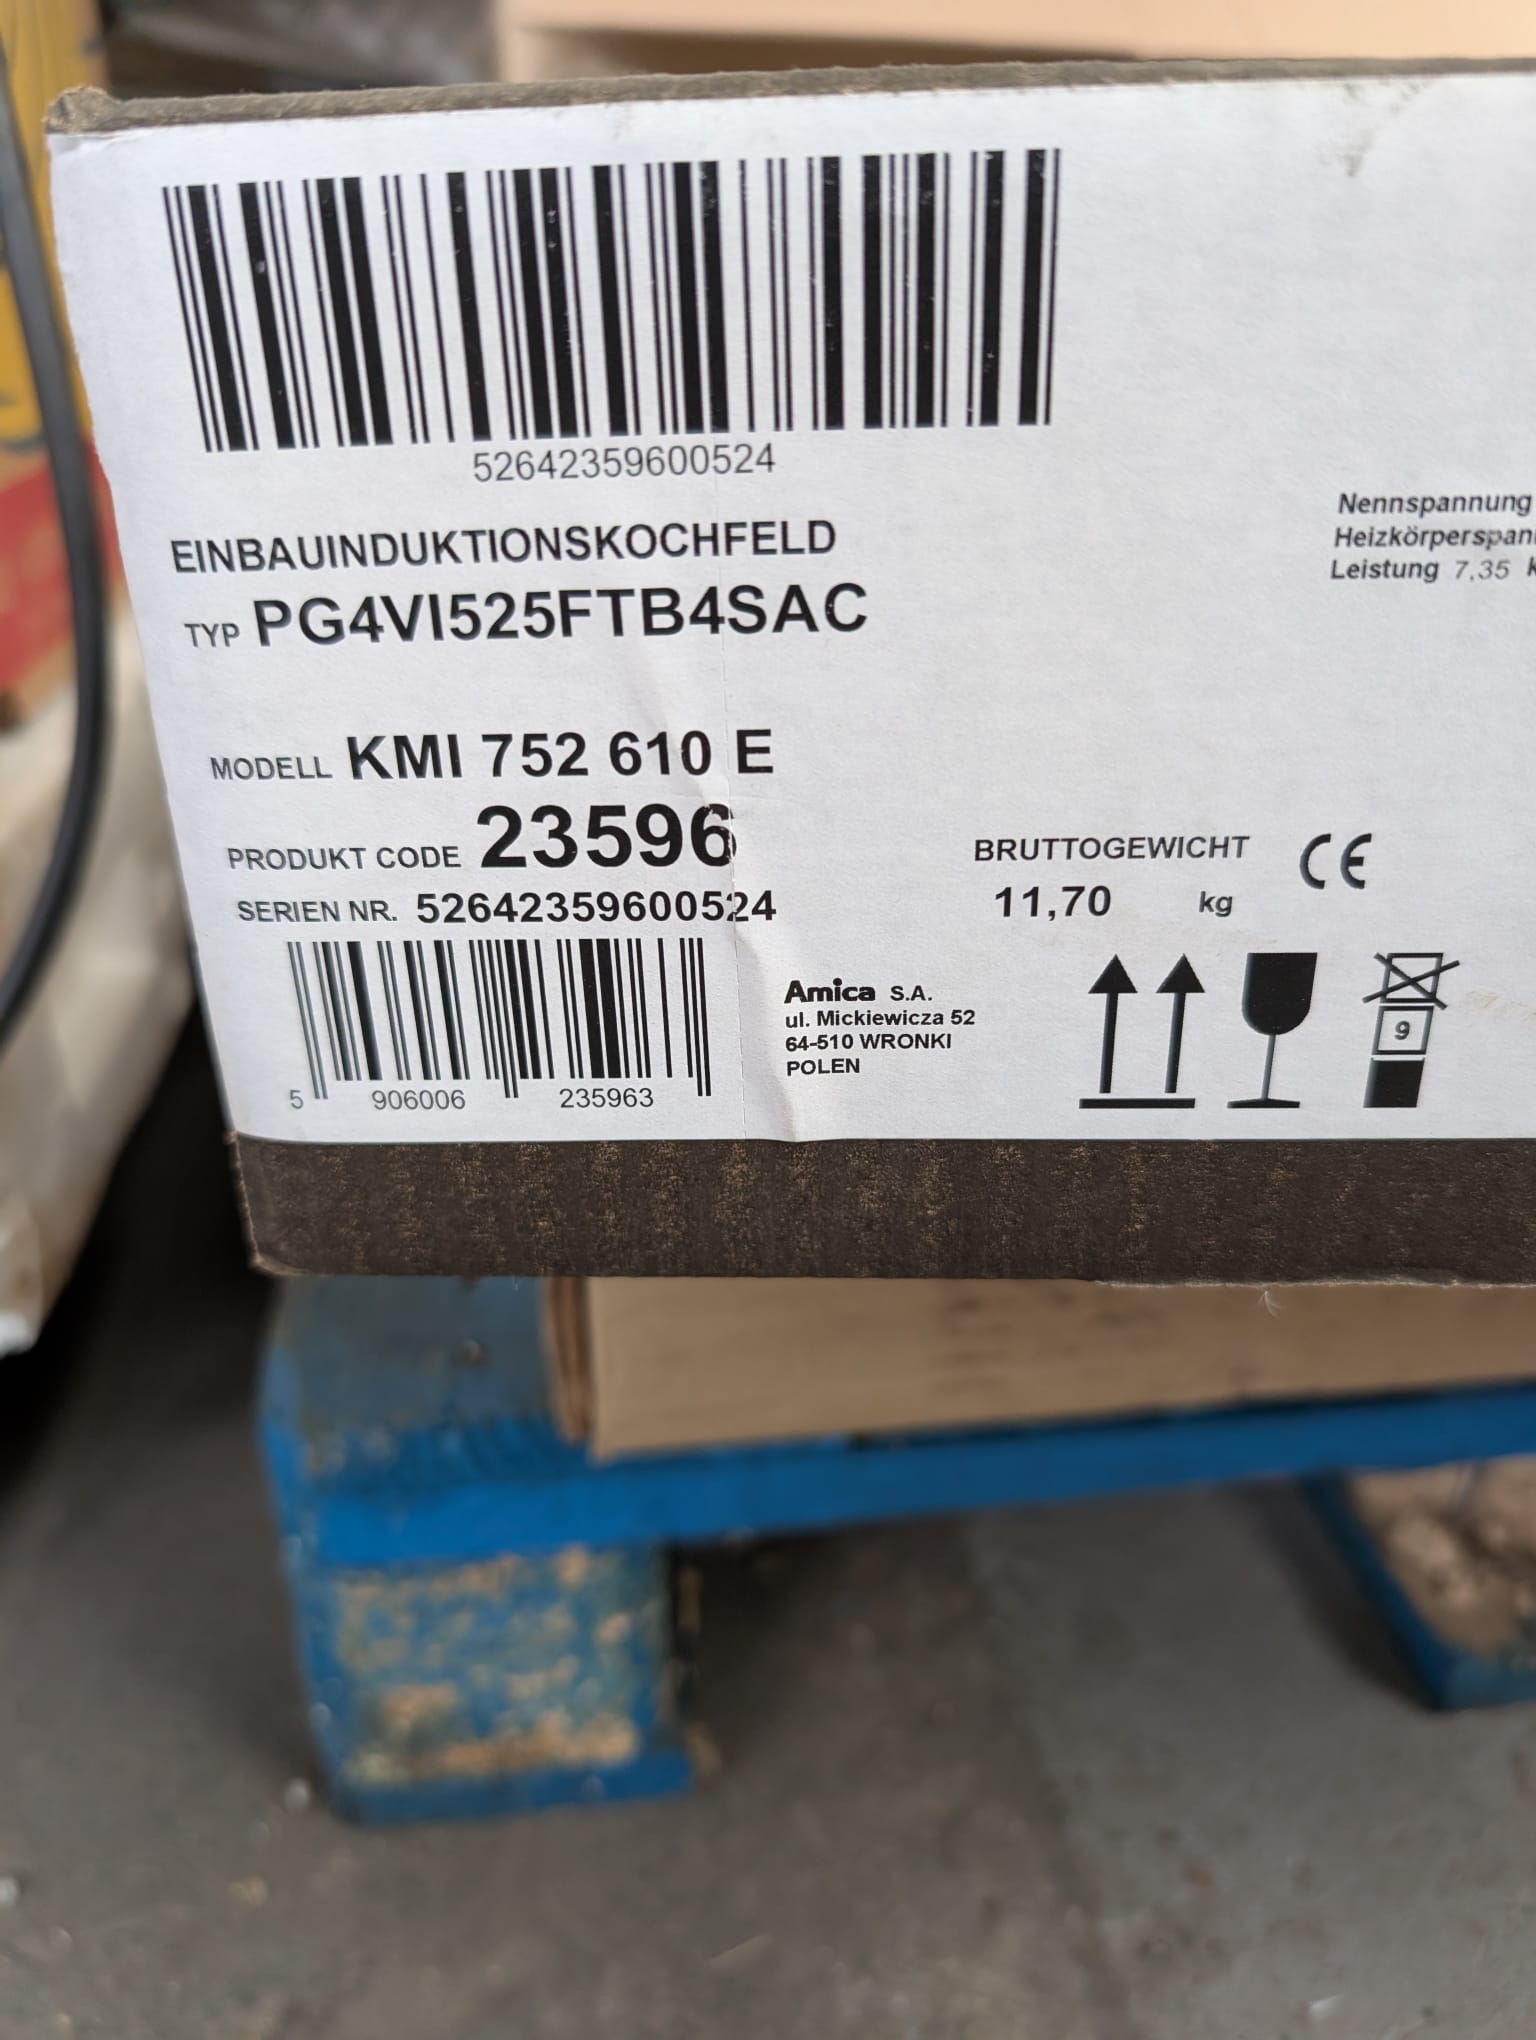 52642359600524
EINBAUINDUKTIONSKOCHFELD
TYP PG4VI525FTB4SAC
Nennspannung
Leistung 7,35
MODELL KMI 752 610 E
PRODUKT CODE 23596
SERIEN NR. 52642359600524
BRUTTOGEWICHT
11,70 kg
CE
5 906006 235963
Amica S.A.
ul. Mickiewicza 52
64-510 WRONKI
POLEN
9